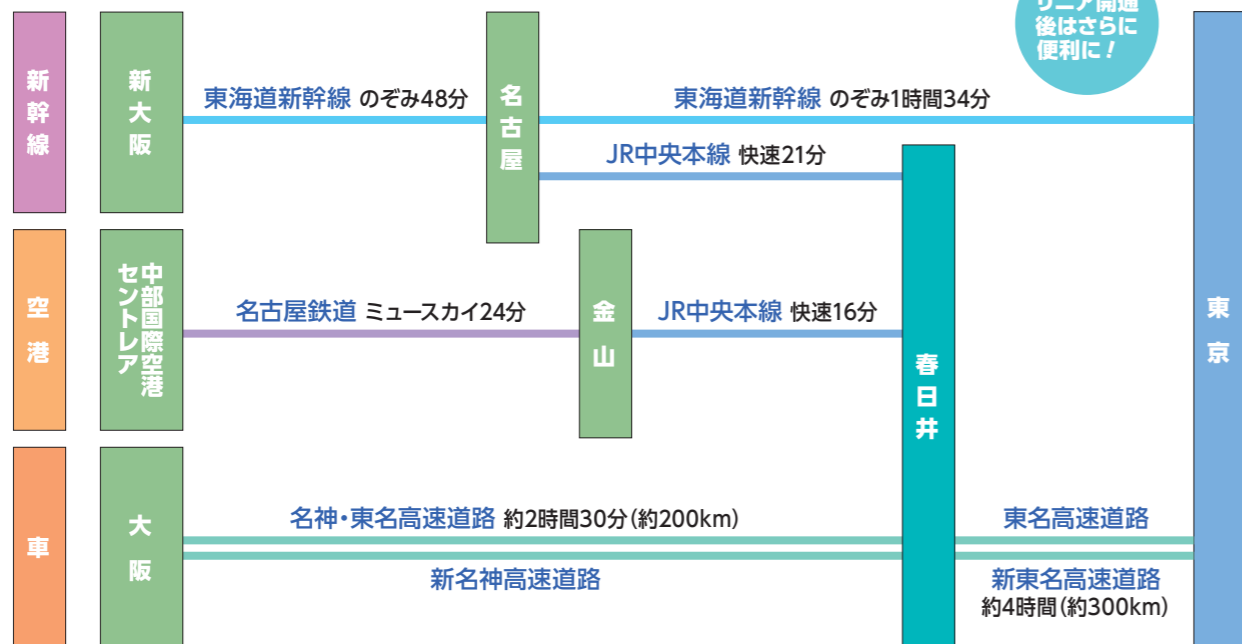 リニア開通
後はさらに
便利に!
新幹線
新大阪
東海道新幹線 のぞみ48分
名古屋
東海道新幹線 のぞみ1時間34分
JR中央本線 快速21分
空港
中部国際空港
セントレア
名古屋鉄道 ミュースカイ24分
金山
JR中央本線 快速16分
春日井
東京
車
大阪
名神・東名高速道路 約2時間30分(約200km)
新名神高速道路
東名高速道路
新東名高速道路
約4時間(約300km)